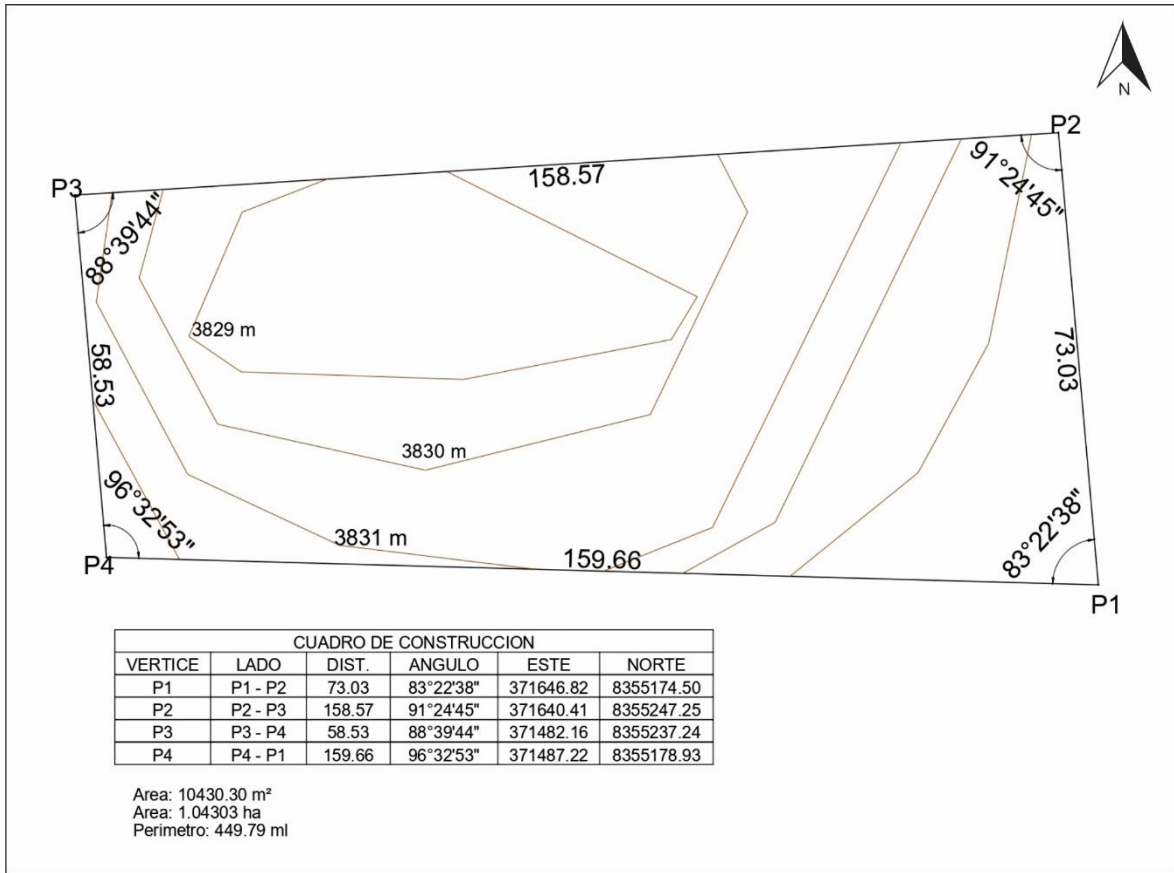 N
P2
91°24'45"
158.57
P3
88°39'44"
3829 m
73.03
58.53
3830 m
96°32'53"
3831 m
159.66
83°22'38"
P4
P1
CUADRO DE CONSTRUCCION
VERTICE LADO DIST. ANGULO ESTE NORTE
P1 P1 - P2 73.03 83°22'38" 371646.82 8355174.50
P2 P2 - P3 158.57 91°24'45" 371640.41 8355247.25
P3 P3 - P4 58.53 88°39'44" 371482.16 8355237.24
P4 P4 - P1 159.66 96°32'53" 371487.22 8355178.93
Area: 10430.30 m²
Area: 1.04303 ha
Perimetro: 449.79 ml